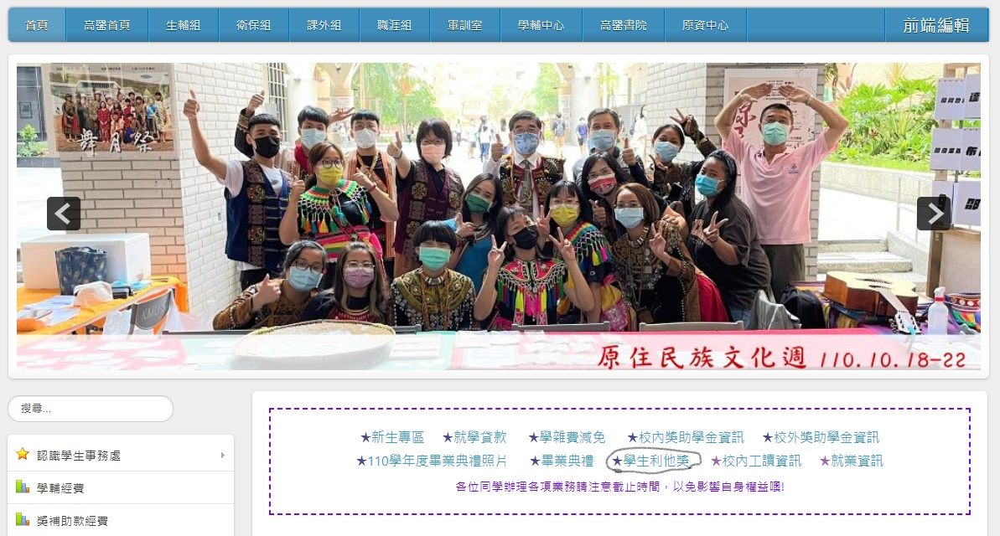 首頁 高醫首頁 生輔組 衛保組 課外組 職涯組 軍訓室 學輔中心 高醫書院 原資中心 前端編輯
舞月祭
原住民族文化週 110.10.18-22
搜尋...
認識學生事務處
學輔經費
獎補助款經費
★新生專區 ★就學貸款 ★學雜費減免 ★校內獎助學金資訊 ★校外獎助學金資訊
★110學年度畢業典禮照片 ★畢業典禮 ★學生利他獎 ★校內工讀資訊 ★就業資訊
各位同學辦理各項業務請注意截止時間，以免影響自身權益噢!